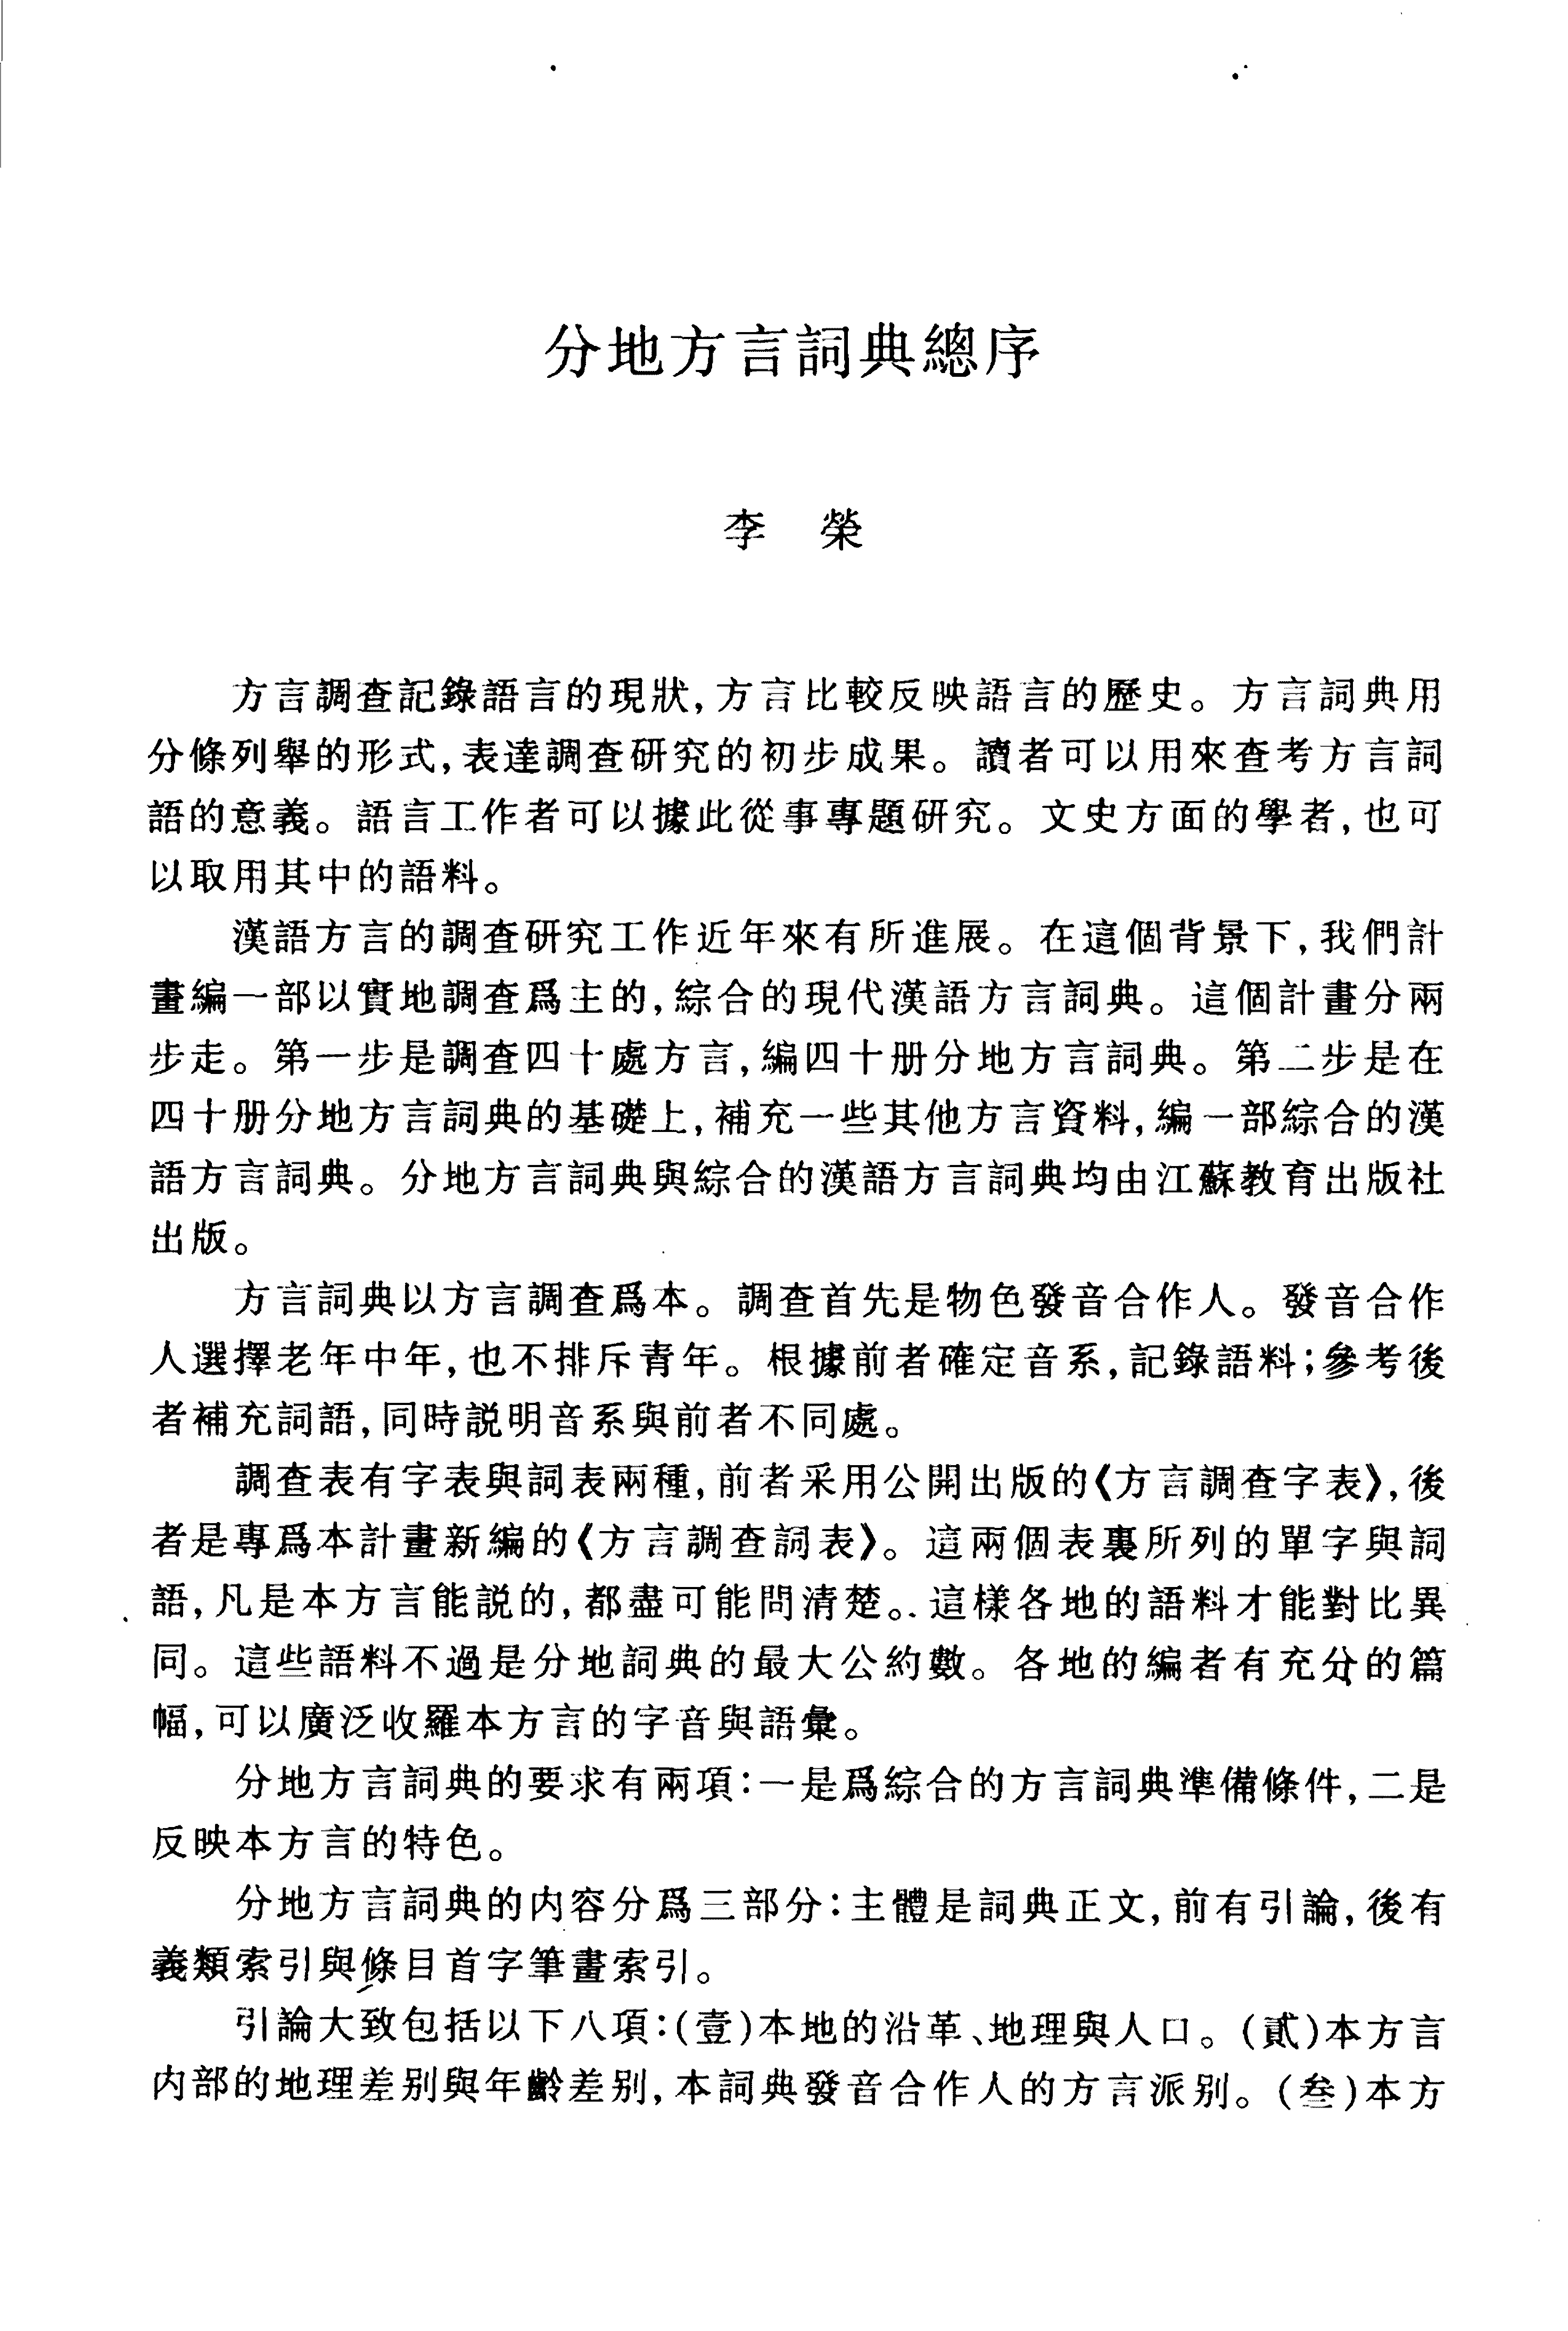 分地方言詞典總序
李　榮
方言調查記錄語言的現狀,方言比較反映語言的歷史。方言詞典用
分條列舉的形式,表達調查研究的初步成果。讀者可以用來查考方言詞
語的意義。語言工作者可以據此從事專題研究。文史方面的學者,也可
以取用其中的語料。
漢語方言的調查研究工作近年來有所進展。在這個背景下,我們計
畫編一部以實地調查爲主的,綜合的現代漢語方言詞典。這個計畫分兩
步走。第一步是調查四十處方言,編四十册分地方言詞典。第二步是在
四十册分地方言詞典的基礎上,補充一些其他方言資料,編一部綜合的漢
語方言詞典。分地方言詞典與綜合的漢語方言詞典均由江蘇教育出版社
出版。
方言詞典以方言調查爲本。調查首先是物色發音合作人。發音合作
人選擇老年中年,也不排斥青年。根據前者確定音系,記錄語料;參考後
者補充詞語,同時説明音系與前者不同處。
調查表有字表與詞表兩種,前者采用公開出版的《方言調查字表》,後
者是專爲本計畫新編的《方言調查詞表》。這兩個表裏所列的單字與詞
語,凡是本方言能説的,都盡可能問清楚。這樣各地的語料才能對比異
同。這些語料不過是分地詞典的最大公約數。各地的編者有充分的篇
幅,可以廣泛收羅本方言的字音與語彙。
分地方言詞典的要求有兩項:一是爲綜合的方言詞典準備條件,二是
反映本方言的特色。
分地方言詞典的内容分爲三部分:主體是詞典正文,前有引論,後有
義類索引與條目首字筆畫索引。
引論大致包括以下八項:(壹)本地的沿革、地理與人口。(貳)本方言
内部的地理差别與年齡差别,本詞典發音合作人的方言派别。(叁)本方